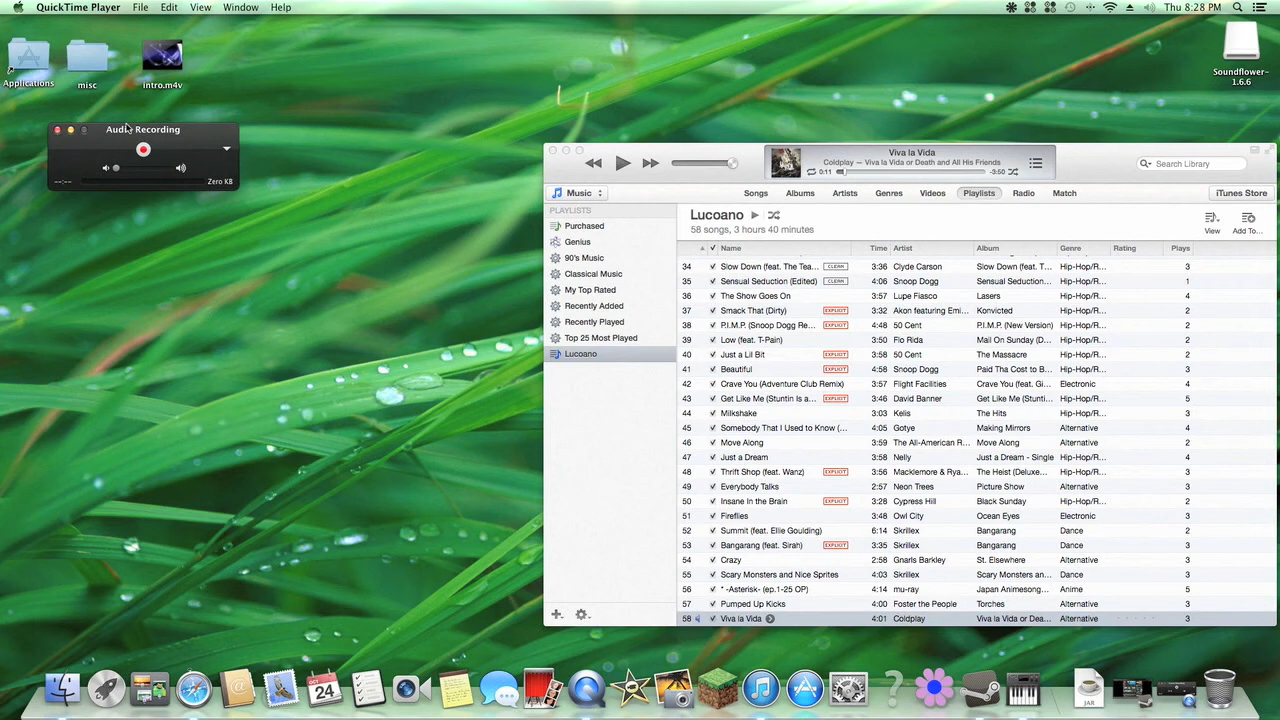 QuickTime Player File Edit View Window Help Thu 8:28 PM
Applications misc intro.m4v
Soundflower-
1.6.6
Audio Recording
--:-- Zero KB
Viva la Vida
Coldplay — Viva la Vida or Death and All His Friends
0:11 -3:50
Search Library
Music Songs Albums Artists Genres Videos Playlists Radio Match iTunes Store
PLAYLISTS
Purchased
Genius
90's Music
Classical Music
My Top Rated
Recently Added
Recently Played
Top 25 Most Played
Lucoano
Lucoano
58 songs, 3 hours 40 minutes
View Add To...
Name Time Artist Album Genre Rating Plays
34 Slow Down (feat. The Tea... CLEAN 3:36 Clyde Carson Slow Down (feat. T... Hip-Hop/R... 3
35 Sensual Seduction (Edited) CLEAN 4:06 Snoop Dogg Sensual Seduction... Hip-Hop/R... 1
36 The Show Goes On 3:57 Lupe Fiasco Lasers Hip-Hop/R... 4
37 Smack That (Dirty) EXPLICIT 3:32 Akon featuring Emi... Konvicted Hip-Hop/R... 2
38 P.I.M.P. (Snoop Dogg Re... EXPLICIT 4:48 50 Cent P.I.M.P. (New Version) Hip-Hop/R... 2
39 Low (feat. T-Pain) 3:50 Flo Rida Mail On Sunday (D... Hip-Hop/R... 3
40 Just a Lil Bit EXPLICIT 3:58 50 Cent The Massacre Hip-Hop/R... 2
41 Beautiful EXPLICIT 4:58 Snoop Dogg Paid Tha Cost to B... Hip-Hop/R... 3
42 Crave You (Adventure Club Remix) 3:57 Flight Facilities Crave You (feat. Gi... Electronic 4
43 Get Like Me (Stuntin Is a... EXPLICIT 3:46 David Banner Get Like Me (Stunti... Hip-Hop/R... 5
44 Milkshake 3:03 Kelis The Hits Hip-Hop/R... 4
45 Somebody That I Used to Know (... 4:05 Gotye Making Mirrors Alternative 4
46 Move Along 3:59 The All-American R... Move Along Alternative 2
47 Just a Dream 3:58 Nelly Just a Dream - Single Hip-Hop/R... 4
48 Thrift Shop (feat. Wanz) EXPLICIT 3:56 Macklemore & Rya... The Heist (Deluxe... Hip-Hop/R... 3
49 Everybody Talks 2:57 Neon Trees Picture Show Alternative 3
50 Insane In the Brain EXPLICIT 3:28 Cypress Hill Black Sunday Hip-Hop/R... 2
51 Fireflies 3:48 Owl City Ocean Eyes Electronic 3
52 Summit (feat. Ellie Goulding) 6:14 Skrillex Bangarang Dance 2
53 Bangarang (feat. Sirah) EXPLICIT 3:35 Skrillex Bangarang Dance 3
54 Crazy 2:58 Gnarls Barkley St. Elsewhere Alternative 3
55 Scary Monsters and Nice Sprites 4:03 Skrillex Scary Monsters an... Dance 3
56 * -Asterisk- (ep.1-25 OP) 4:14 mu-ray Japan Animesong... Anime 5
57 Pumped Up Kicks 4:00 Foster the People Torches Alternative 3
58 Viva la Vida 4:01 Coldplay Viva la Vida or Dea... Alternative 3
OCT
24
JAR